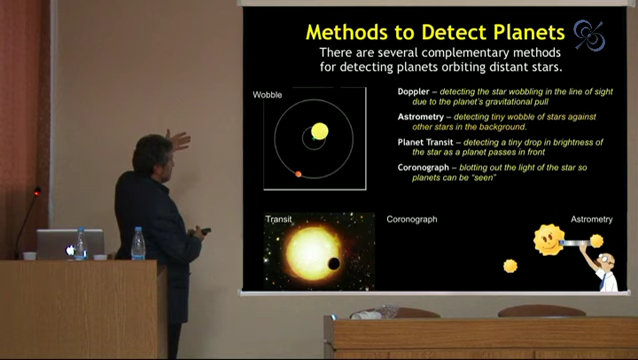 Methods to Detect Planets
There are several complementary methods
for detecting planets orbiting distant stars.
Wobble
Doppler – detecting the star wobbling in the line of sight
due to the planet's gravitational pull
Astrometry – detecting tiny wobble of stars against
other stars in the background.
Planet Transit – detecting a tiny drop in brightness of
the star as a planet passes in front
Coronograph – blotting out the light of the star so
planets can be "seen"
Transit
Coronograph
Astrometry